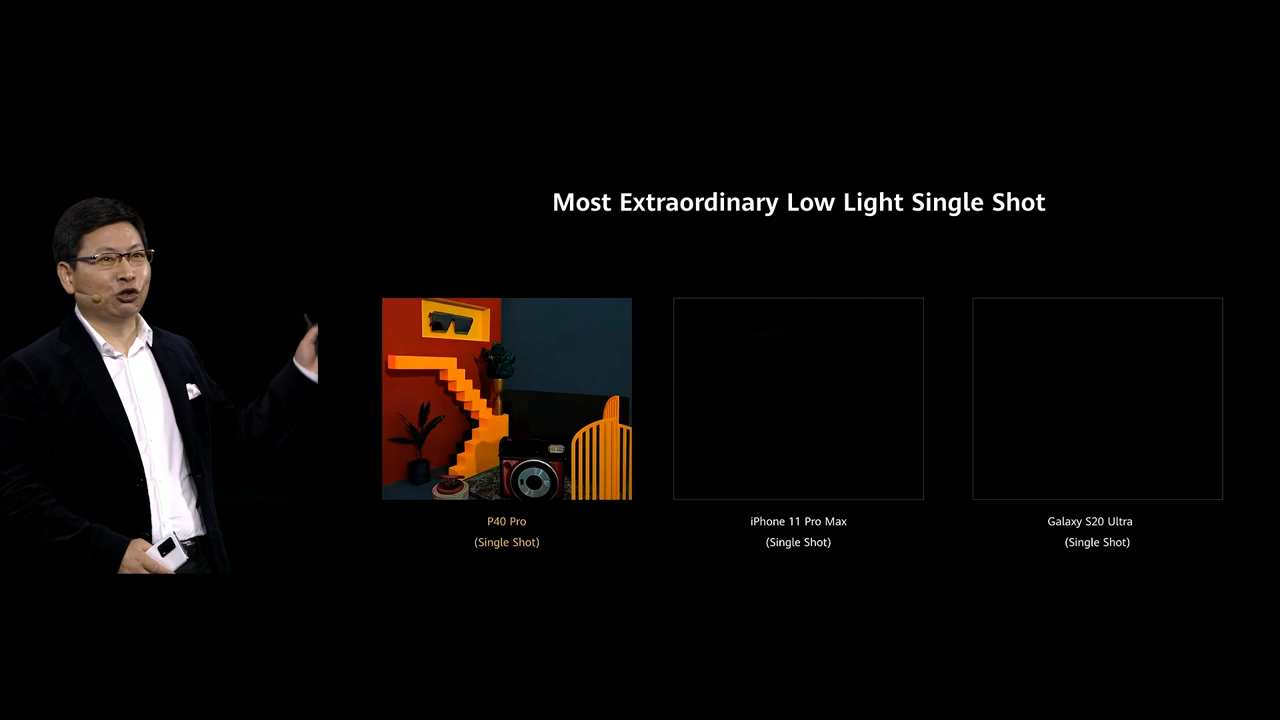 Most Extraordinary Low Light Single Shot
P40 Pro
(Single Shot)
iPhone 11 Pro Max
(Single Shot)
Galaxy S20 Ultra
(Single Shot)